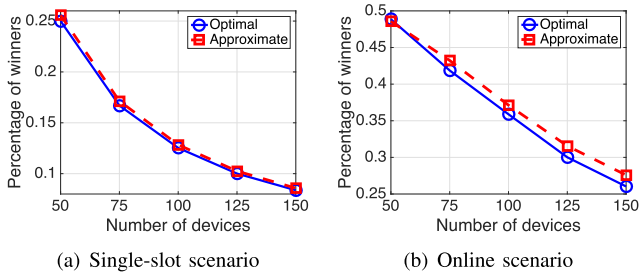 Percentage of winners
0.25
0.2
0.15
0.1
Optimal
Approximate
50 75 100 125 150
Number of devices
(a) Single-slot scenario
Percentage of winners
0.5
0.45
0.4
0.35
0.3
0.25
Optimal
Approximate
50 75 100 125 150
Number of devices
(b) Online scenario